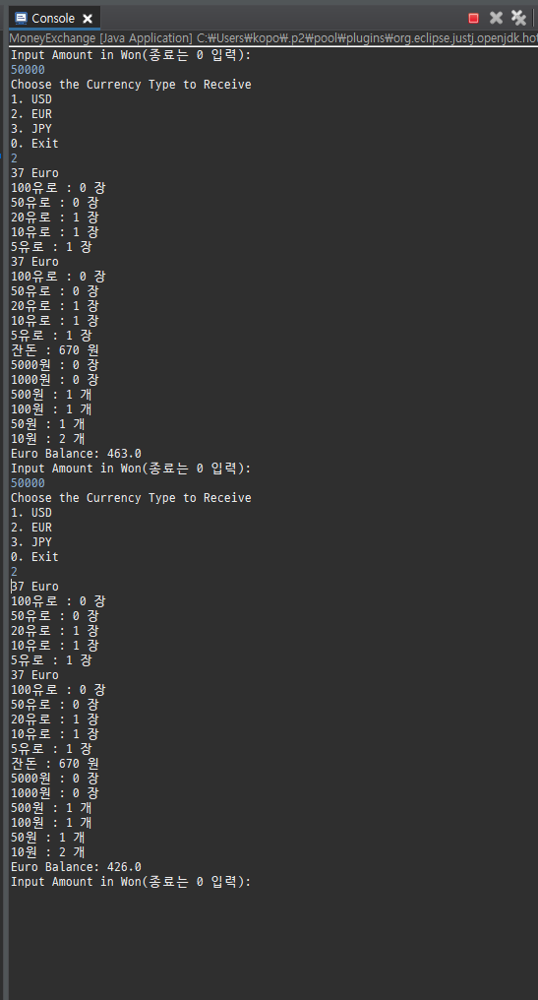 Console
MoneyExchange [Java Application] C:₩Users₩kopo₩.p2₩pool₩plugins₩org.eclipse.justj.openjdk.hot
Input Amount in Won(종료는 0 입력):
50000
Choose the Currency Type to Receive
1. USD
2. EUR
3. JPY
0. Exit
2
37 Euro
100유로 : 0 장
50유로 : 0 장
20유로 : 1 장
10유로 : 1 장
5유로 : 1 장
37 Euro
100유로 : 0 장
50유로 : 0 장
20유로 : 1 장
10유로 : 1 장
5유로 : 1 장
잔돈 : 670 원
5000원 : 0 장
1000원 : 0 장
500원 : 1 개
100원 : 1 개
50원 : 1 개
10원 : 2 개
Euro Balance: 463.0
Input Amount in Won(종료는 0 입력):
50000
Choose the Currency Type to Receive
1. USD
2. EUR
3. JPY
0. Exit
2
37 Euro
100유로 : 0 장
50유로 : 0 장
20유로 : 1 장
10유로 : 1 장
5유로 : 1 장
37 Euro
100유로 : 0 장
50유로 : 0 장
20유로 : 1 장
10유로 : 1 장
5유로 : 1 장
잔돈 : 670 원
5000원 : 0 장
1000원 : 0 장
500원 : 1 개
100원 : 1 개
50원 : 1 개
10원 : 2 개
Euro Balance: 426.0
Input Amount in Won(종료는 0 입력):